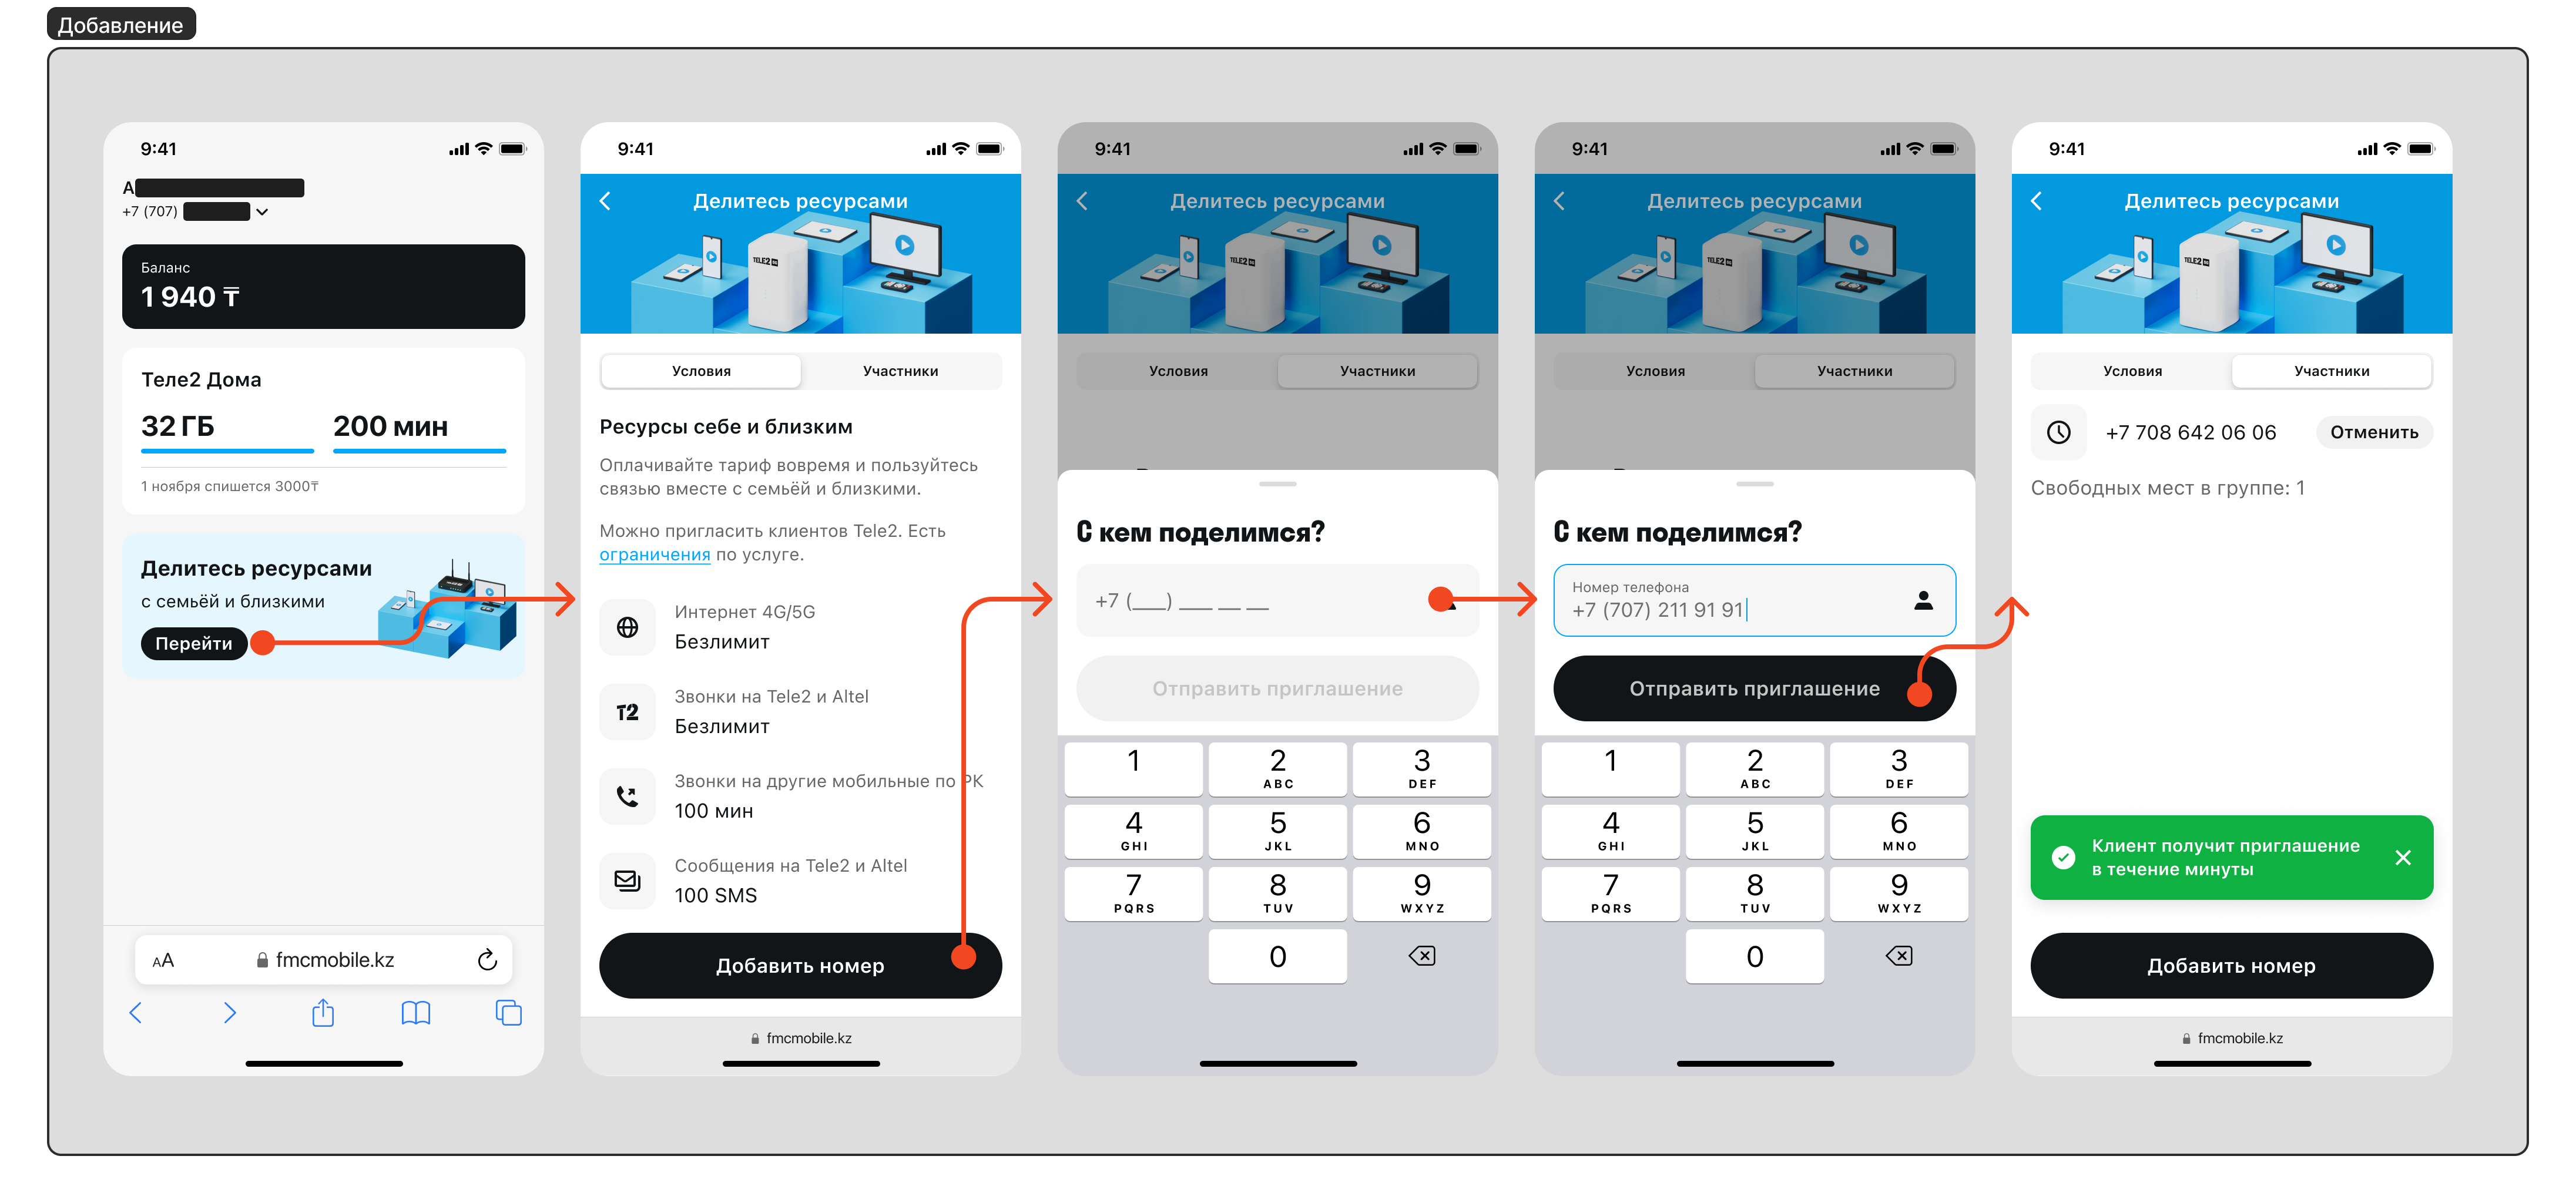 Добавление
9:41
А
+7 (707)
Баланс
1 940 ₸
Теле2 Дома
32 ГБ
200 мин
1 ноября спишется 3000₸
Делитесь ресурсами
с семьёй и близкими
Перейти
AA
fmcmobile.kz
9:41
Делитесь ресурсами
TELE2 5G
Условия
Участники
Ресурсы себе и близким
Оплачивайте тариф вовремя и пользуйтесь
связью вместе с семьёй и близкими.
Можно пригласить клиентов Tele2. Есть
ограничения по услуге.
Интернет 4G/5G
Безлимит
T2
Звонки на Tele2 и Altel
Безлимит
Звонки на другие мобильные по РК
100 мин
Сообщения на Tele2 и Altel
100 SMS
Добавить номер
fmcmobile.kz
9:41
Делитесь ресурсами
TELE2 5G
Условия
Участники
С кем поделимся?
+7 (___) ___ __ __
Отправить приглашение
1
2
ABC
3
DEF
4
GHI
5
JKL
6
MNO
7
PQRS
8
TUV
9
WXYZ
0
9:41
Делитесь ресурсами
TELE2 5G
Условия
Участники
С кем поделимся?
Номер телефона
+7 (707) 211 91 91
Отправить приглашение
1
2
ABC
3
DEF
4
GHI
5
JKL
6
MNO
7
PQRS
8
TUV
9
WXYZ
0
9:41
Делитесь ресурсами
TELE2 5G
Условия
Участники
+7 708 642 06 06
Отменить
Свободных мест в группе: 1
Клиент получит приглашение
в течение минуты
Добавить номер
fmcmobile.kz